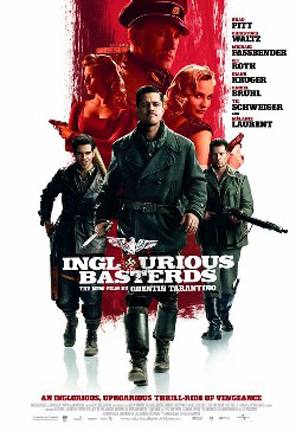 BRAD
PITT
CHRISTOPH
WALTZ
MICHAEL
FASSBENDER
ELI
ROTH
DIANE
KRUGER
DANIEL
BRÜHL
TIL
SCHWEIGER
AND
MÉLANIE
LAURENT
INGLOURIOUS
BASTERDS
THE NEW FILM BY QUENTIN TARANTINO
AN INGLORIOUS, UPROARIOUS THRILL-RIDE OF VENGEANCE